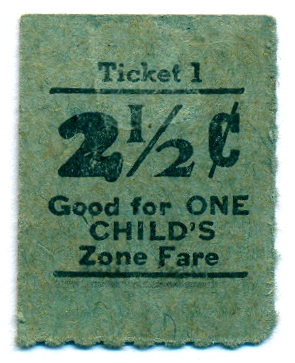 Ticket 1
2½¢
Good for ONE
CHILD'S
Zone Fare